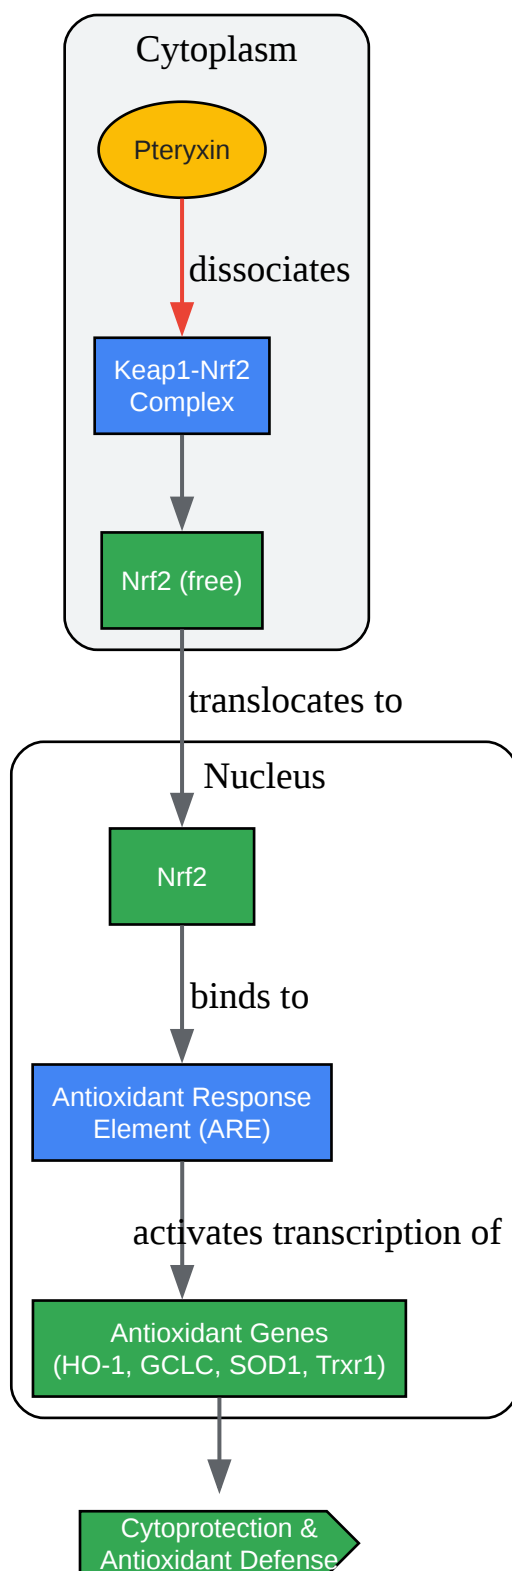 Cytoplasm
Pteryxin
dissociates
Keap1-Nrf2
Complex
Nrf2 (free)
translocates to
Nucleus
Nrf2
binds to
Antioxidant Response
Element (ARE)
activates transcription of
Antioxidant Genes
(HO-1, GCLC, SOD1, Trxr1)
Cytoprotection &
Antioxidant Defense